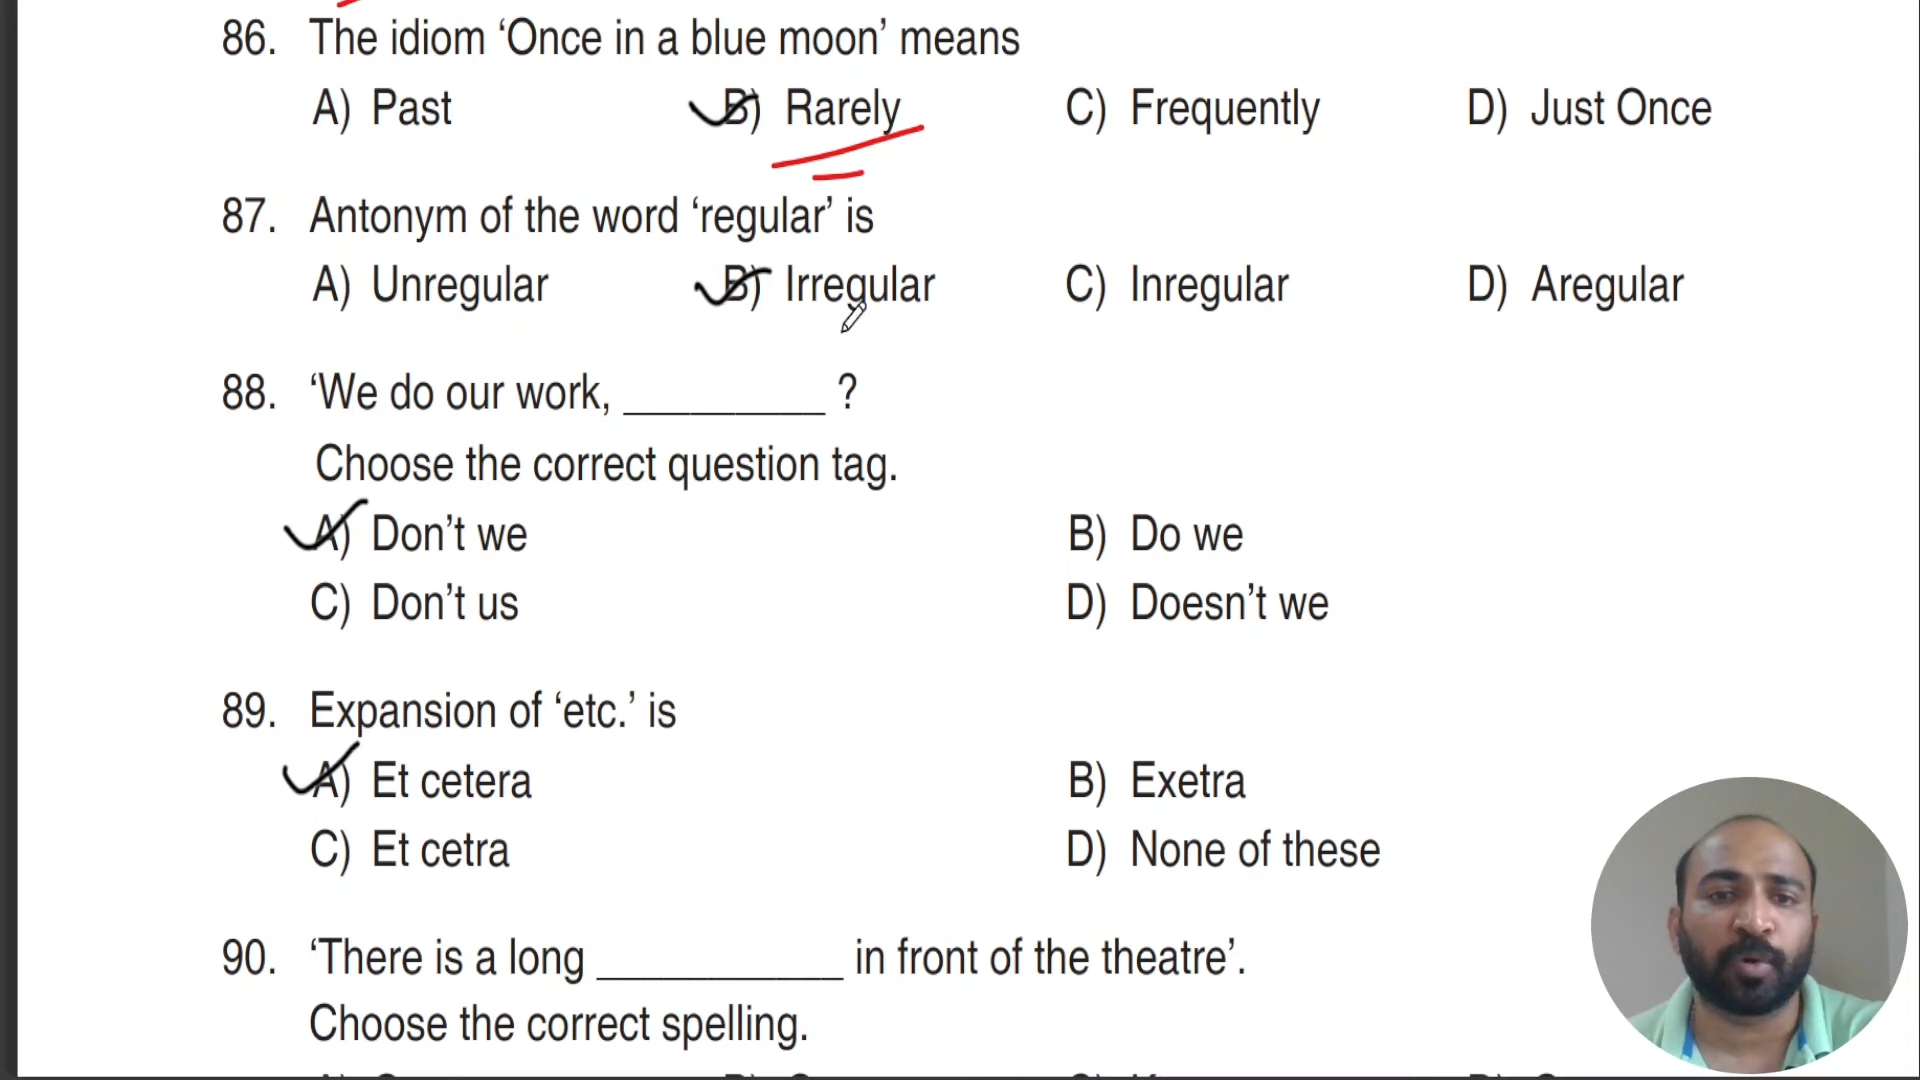 86. The idiom ‘Once in a blue moon’ means
A) Past B) Rarely C) Frequently D) Just Once
87. Antonym of the word ‘regular’ is
A) Unregular B) Irregular C) Inregular D) Aregular
88. ‘We do our work, _________ ?
Choose the correct question tag.
A) Don’t we B) Do we
C) Don’t us D) Doesn’t we
89. Expansion of ‘etc.’ is
A) Et cetera B) Exetra
C) Et cetra D) None of these
90. ‘There is a long ___________ in front of the theatre’.
Choose the correct spelling.